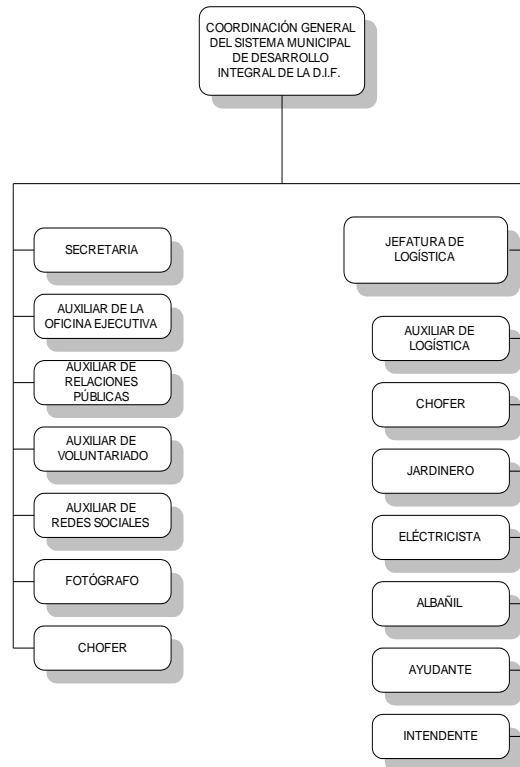 COORDINACIÓN GENERAL
DEL SISTEMA MUNICIPAL
DE DESARROLLO
INTEGRAL DE LA D.I.F.
SECRETARIA
AUXILIAR DE LA
OFICINA EJECUTIVA
AUXILIAR DE
RELACIONES
PÚBLICAS
AUXILIAR DE
VOLUNTARIADO
AUXILIAR DE
REDES SOCIALES
FOTÓGRAFO
CHOFER
JEFATURA DE
LOGÍSTICA
AUXILIAR DE
LOGÍSTICA
CHOFER
JARDINERO
ELÉCTRICISTA
ALBAÑIL
AYUDANTE
INTENDENTE